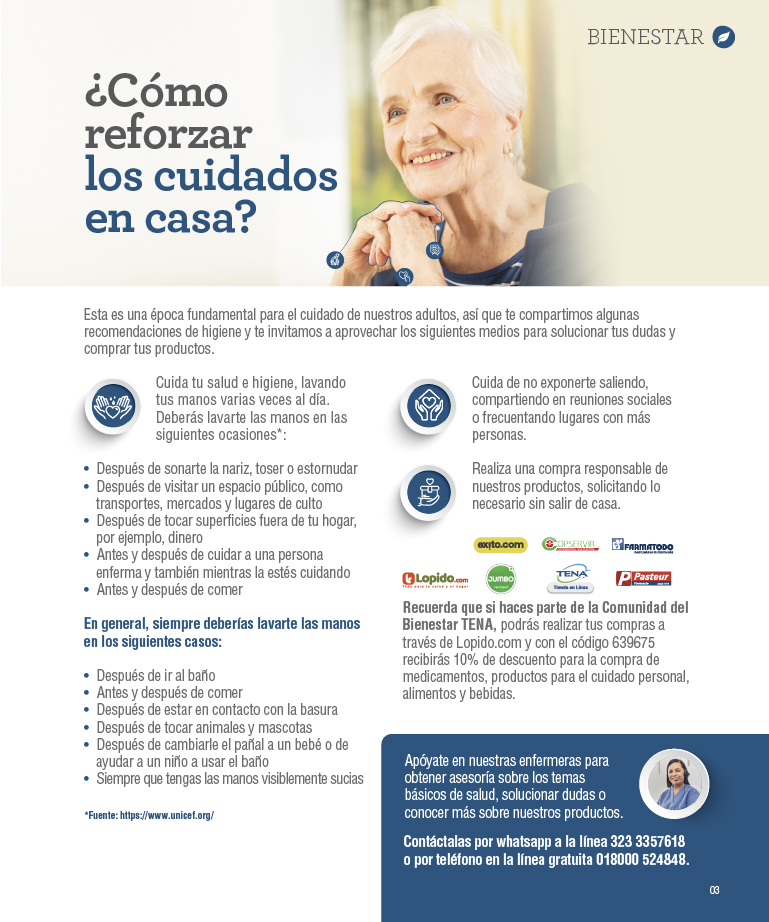 BIENESTAR
¿Cómo
reforzar
los cuidados
en casa?
Esta es una época fundamental para el cuidado de nuestros adultos, así que te compartimos algunas
recomendaciones de higiene y te invitamos a aprovechar los siguientes medios para solucionar tus dudas y
comprar tus productos.
Cuida tu salud e higiene, lavando
tus manos varias veces al día.
Deberás lavarte las manos en las
siguientes ocasiones*:
• Después de sonarte la nariz, toser o estornudar
• Después de visitar un espacio público, como
transportes, mercados y lugares de culto
• Después de tocar superficies fuera de tu hogar,
por ejemplo, dinero
• Antes y después de cuidar a una persona
enferma y también mientras la estés cuidando
• Antes y después de comer
En general, siempre deberías lavarte las manos
en los siguientes casos:
• Después de ir al baño
• Antes y después de comer
• Después de estar en contacto con la basura
• Después de tocar animales y mascotas
• Después de cambiarle el pañal a un bebé o de
ayudar a un niño a usar el baño
• Siempre que tengas las manos visiblemente sucias
*Fuente: https://www.unicef.org/
Cuida de no exponerte saliendo,
compartiendo en reuniones sociales
o frecuentando lugares con más
personas.
Realiza una compra responsable de
nuestros productos, solicitando lo
necesario sin salir de casa.
exito.com
COPSERVIR
FARMATODO
Lopido.com
Todo para tu salud y el hogar
JUMBO
TENA
Tienda en Línea
Pasteur
Recuerda que si haces parte de la Comunidad del
Bienestar TENA, podrás realizar tus compras a
través de Lopido.com y con el código 639675
recibirás 10% de descuento para la compra de
medicamentos, productos para el cuidado personal,
alimentos y bebidas.
Apóyate en nuestras enfermeras para
obtener asesoría sobre los temas
básicos de salud, solucionar dudas o
conocer más sobre nuestros productos.
Contáctalas por whatsapp a la línea 323 3357618
o por teléfono en la línea gratuita 018000 524848.
03